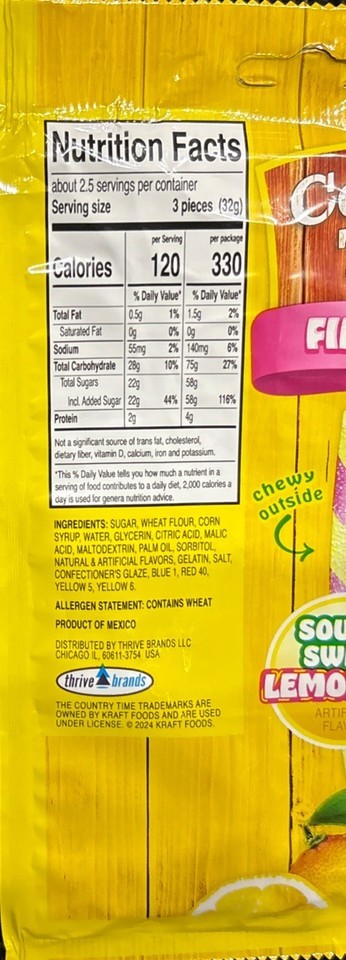 Nutrition Facts
about 2.5 servings per container
Serving size 3 pieces (32g)
per Serving per package
Calories 120 330
% Daily Value* % Daily Value*
Total Fat 0.5g 1% 1.5g 2%
Saturated Fat 0g 0% 0g 0%
Sodium 55mg 2% 140mg 6%
Total Carbohydrate 28g 10% 75g 27%
Total Sugars 22g 58g
Incl. Added Sugar 22g 44% 58g 116%
Protein 2g 4g
Not a significant source of trans fat, cholesterol,
dietary fiber, vitamin D, calcium, iron and potassium.
*This % Daily Value tells you how much a nutrient in a
serving of food contributes to a daily diet, 2,000 calories a
day is used for genera nutrition advice.
INGREDIENTS: SUGAR, WHEAT FLOUR, CORN
SYRUP, WATER, GLYCERIN, CITRIC ACID, MALIC
ACID, MALTODEXTRIN, PALM OIL, SORBITOL,
NATURAL & ARTIFICIAL FLAVORS, GELATIN, SALT,
CONFECTIONER'S GLAZE, BLUE 1, RED 40,
YELLOW 5, YELLOW 6.
ALLERGEN STATEMENT: CONTAINS WHEAT
PRODUCT OF MEXICO
DISTRIBUTED BY THRIVE BRANDS LLC
CHICAGO IL, 60611-3754 USA
thrive brands
THE COUNTRY TIME TRADEMARKS ARE
OWNED BY KRAFT FOODS AND ARE USED
UNDER LICENSE. © 2024 KRAFT FOODS.
chewy
outside
SOU
SW
LEMO
ARTIF
FLA